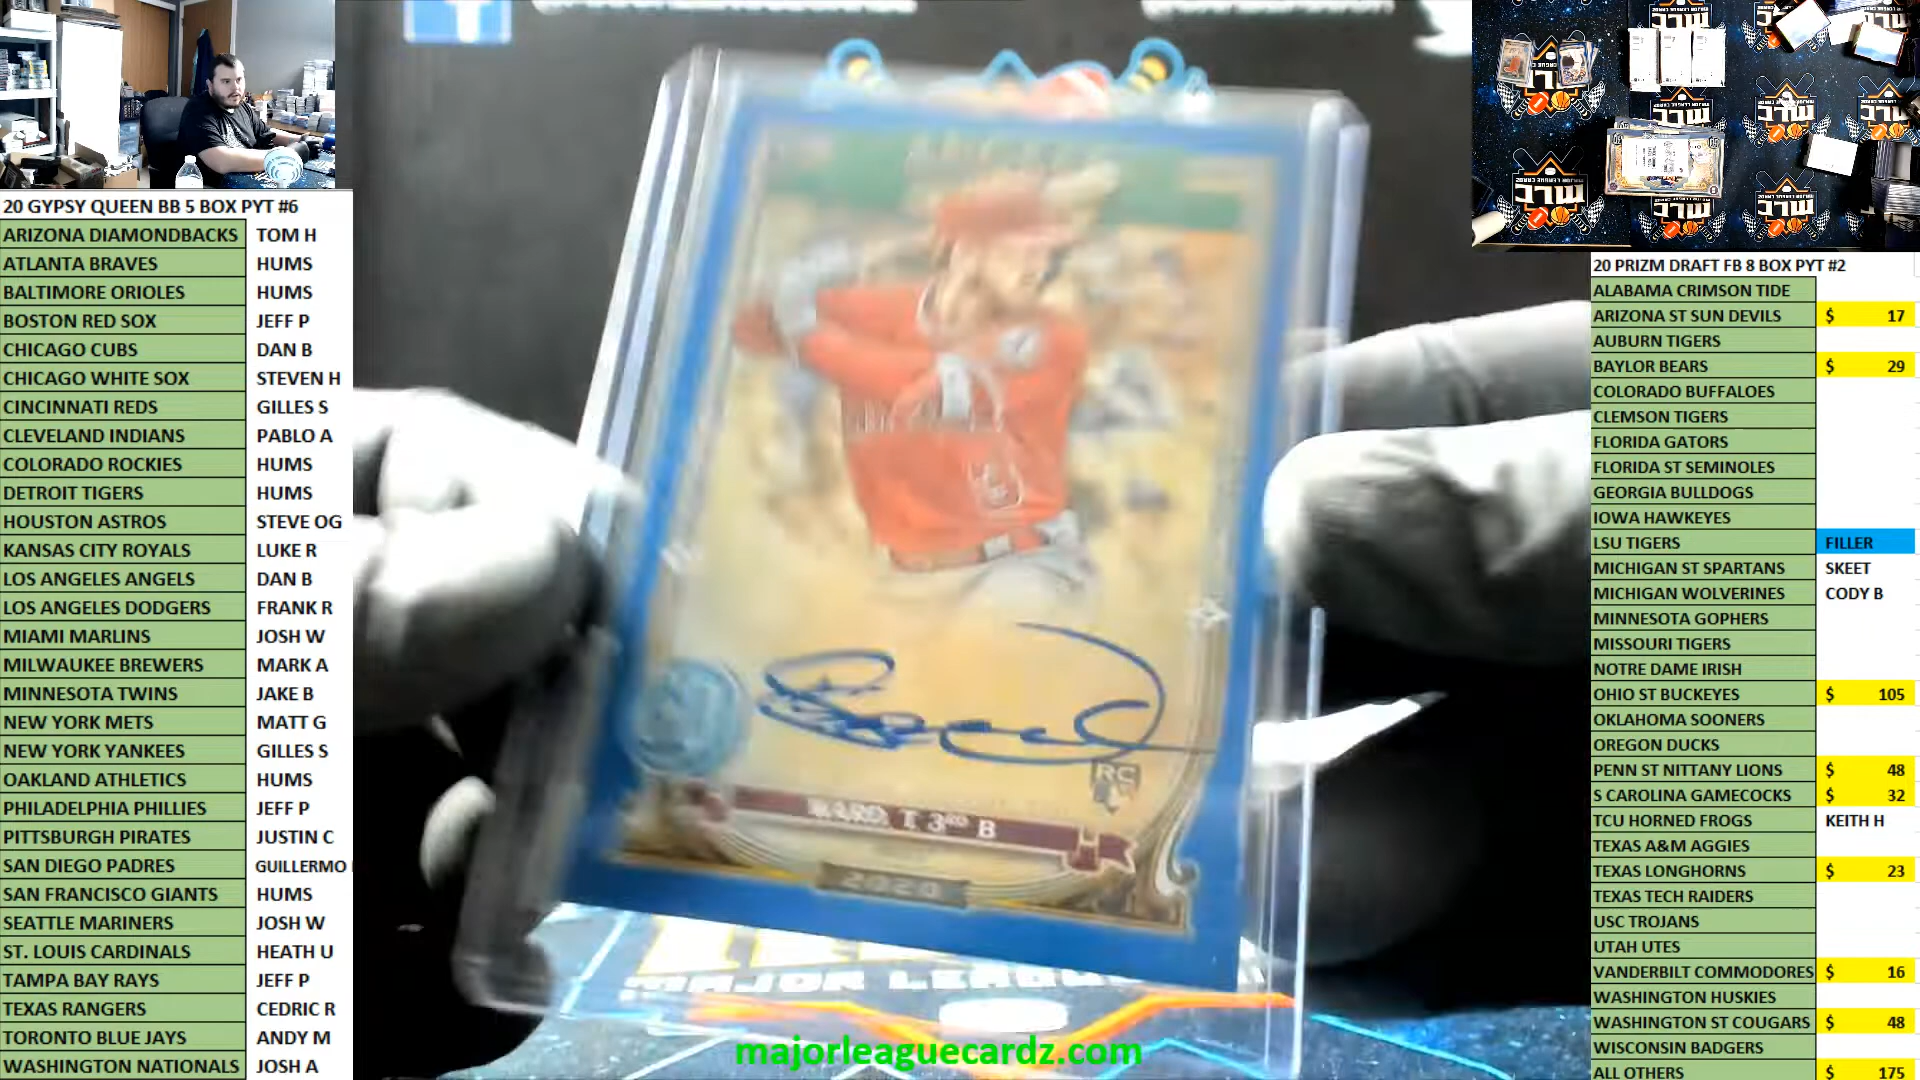 20 GYPSY QUEEN BB 5 BOX PYT #6
ARIZONA DIAMONDBACKS TOM H
ATLANTA BRAVES HUMS
BALTIMORE ORIOLES HUMS
BOSTON RED SOX JEFF P
CHICAGO CUBS DAN B
CHICAGO WHITE SOX STEVEN H
CINCINNATI REDS GILLES S
CLEVELAND INDIANS PABLO A
COLORADO ROCKIES HUMS
DETROIT TIGERS HUMS
HOUSTON ASTROS STEVE OG
KANSAS CITY ROYALS LUKE R
LOS ANGELES ANGELS DAN B
LOS ANGELES DODGERS FRANK R
MIAMI MARLINS JOSH W
MILWAUKEE BREWERS MARK A
MINNESOTA TWINS JAKE B
NEW YORK METS MATT G
NEW YORK YANKEES GILLES S
OAKLAND ATHLETICS HUMS
PHILADELPHIA PHILLIES JEFF P
PITTSBURGH PIRATES JUSTIN C
SAN DIEGO PADRES GUILLERMO
SAN FRANCISCO GIANTS HUMS
SEATTLE MARINERS JOSH W
ST. LOUIS CARDINALS HEATH U
TAMPA BAY RAYS JEFF P
TEXAS RANGERS CEDRIC R
TORONTO BLUE JAYS ANDY M
WASHINGTON NATIONALS JOSH A
RC
WARD, T 3RD B
2020
MAJOR LEAGUE
majorleaguecardz.com
20 PRIZM DRAFT FB 8 BOX PYT #2
ALABAMA CRIMSON TIDE
ARIZONA ST SUN DEVILS $ 17
AUBURN TIGERS
BAYLOR BEARS $ 29
COLORADO BUFFALOES
CLEMSON TIGERS
FLORIDA GATORS
FLORIDA ST SEMINOLES
GEORGIA BULLDOGS
IOWA HAWKEYES
LSU TIGERS FILLER
MICHIGAN ST SPARTANS SKEET
MICHIGAN WOLVERINES CODY B
MINNESOTA GOPHERS
MISSOURI TIGERS
NOTRE DAME IRISH
OHIO ST BUCKEYES $ 105
OKLAHOMA SOONERS
OREGON DUCKS
PENN ST NITTANY LIONS $ 48
S CAROLINA GAMECOCKS $ 32
TCU HORNED FROGS KEITH H
TEXAS A&M AGGIES
TEXAS LONGHORNS $ 23
TEXAS TECH RAIDERS
USC TROJANS
UTAH UTES
VANDERBILT COMMODORES $ 16
WASHINGTON HUSKIES
WASHINGTON ST COUGARS $ 48
WISCONSIN BADGERS
ALL OTHERS $ 175